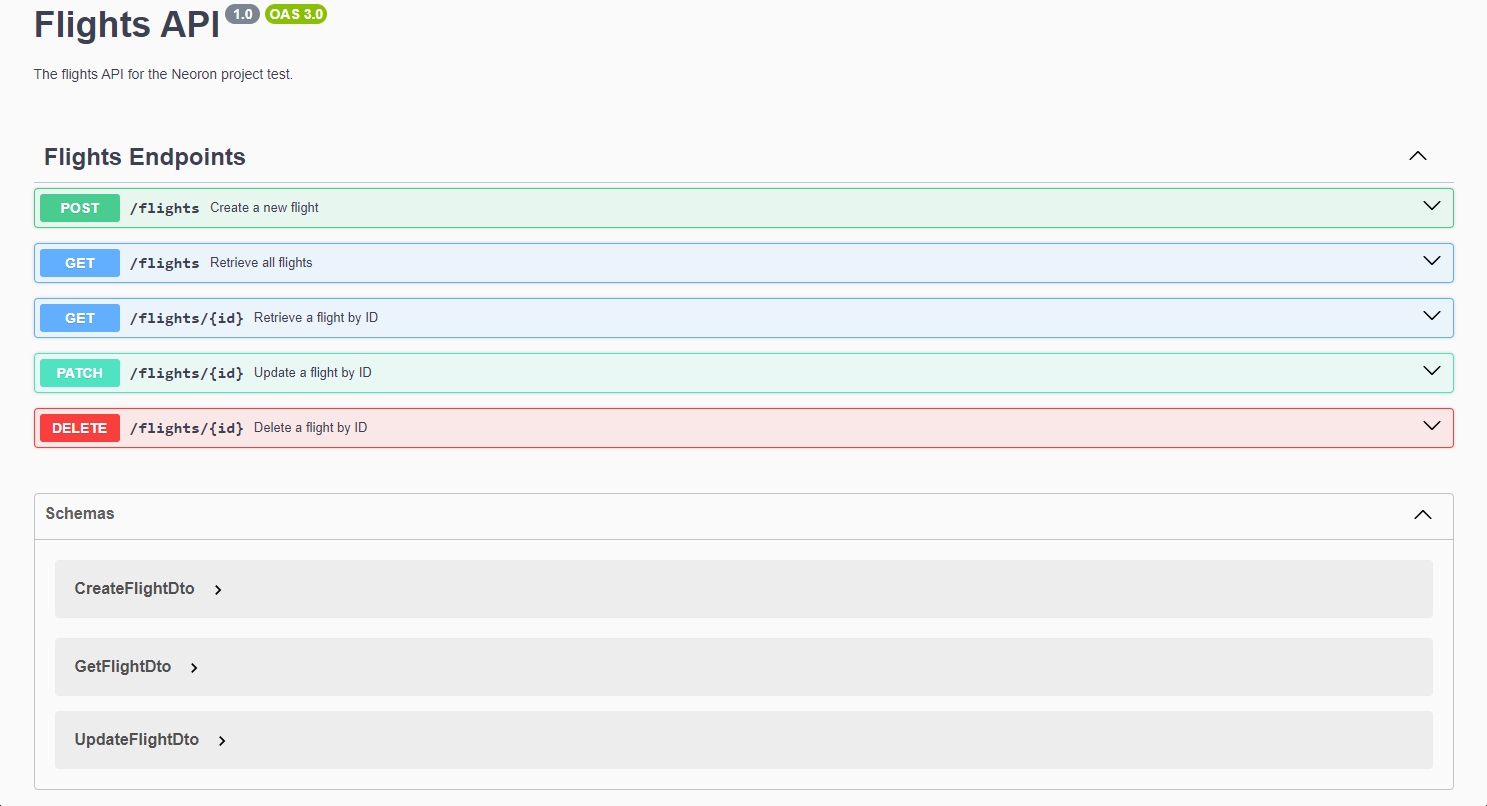 Flights API 1.0 OAS 3.0
The flights API for the Neoron project test.
Flights Endpoints
POST /flights Create a new flight
GET /flights Retrieve all flights
GET /flights/{id} Retrieve a flight by ID
PATCH /flights/{id} Update a flight by ID
DELETE /flights/{id} Delete a flight by ID
Schemas
CreateFlightDto
GetFlightDto
UpdateFlightDto